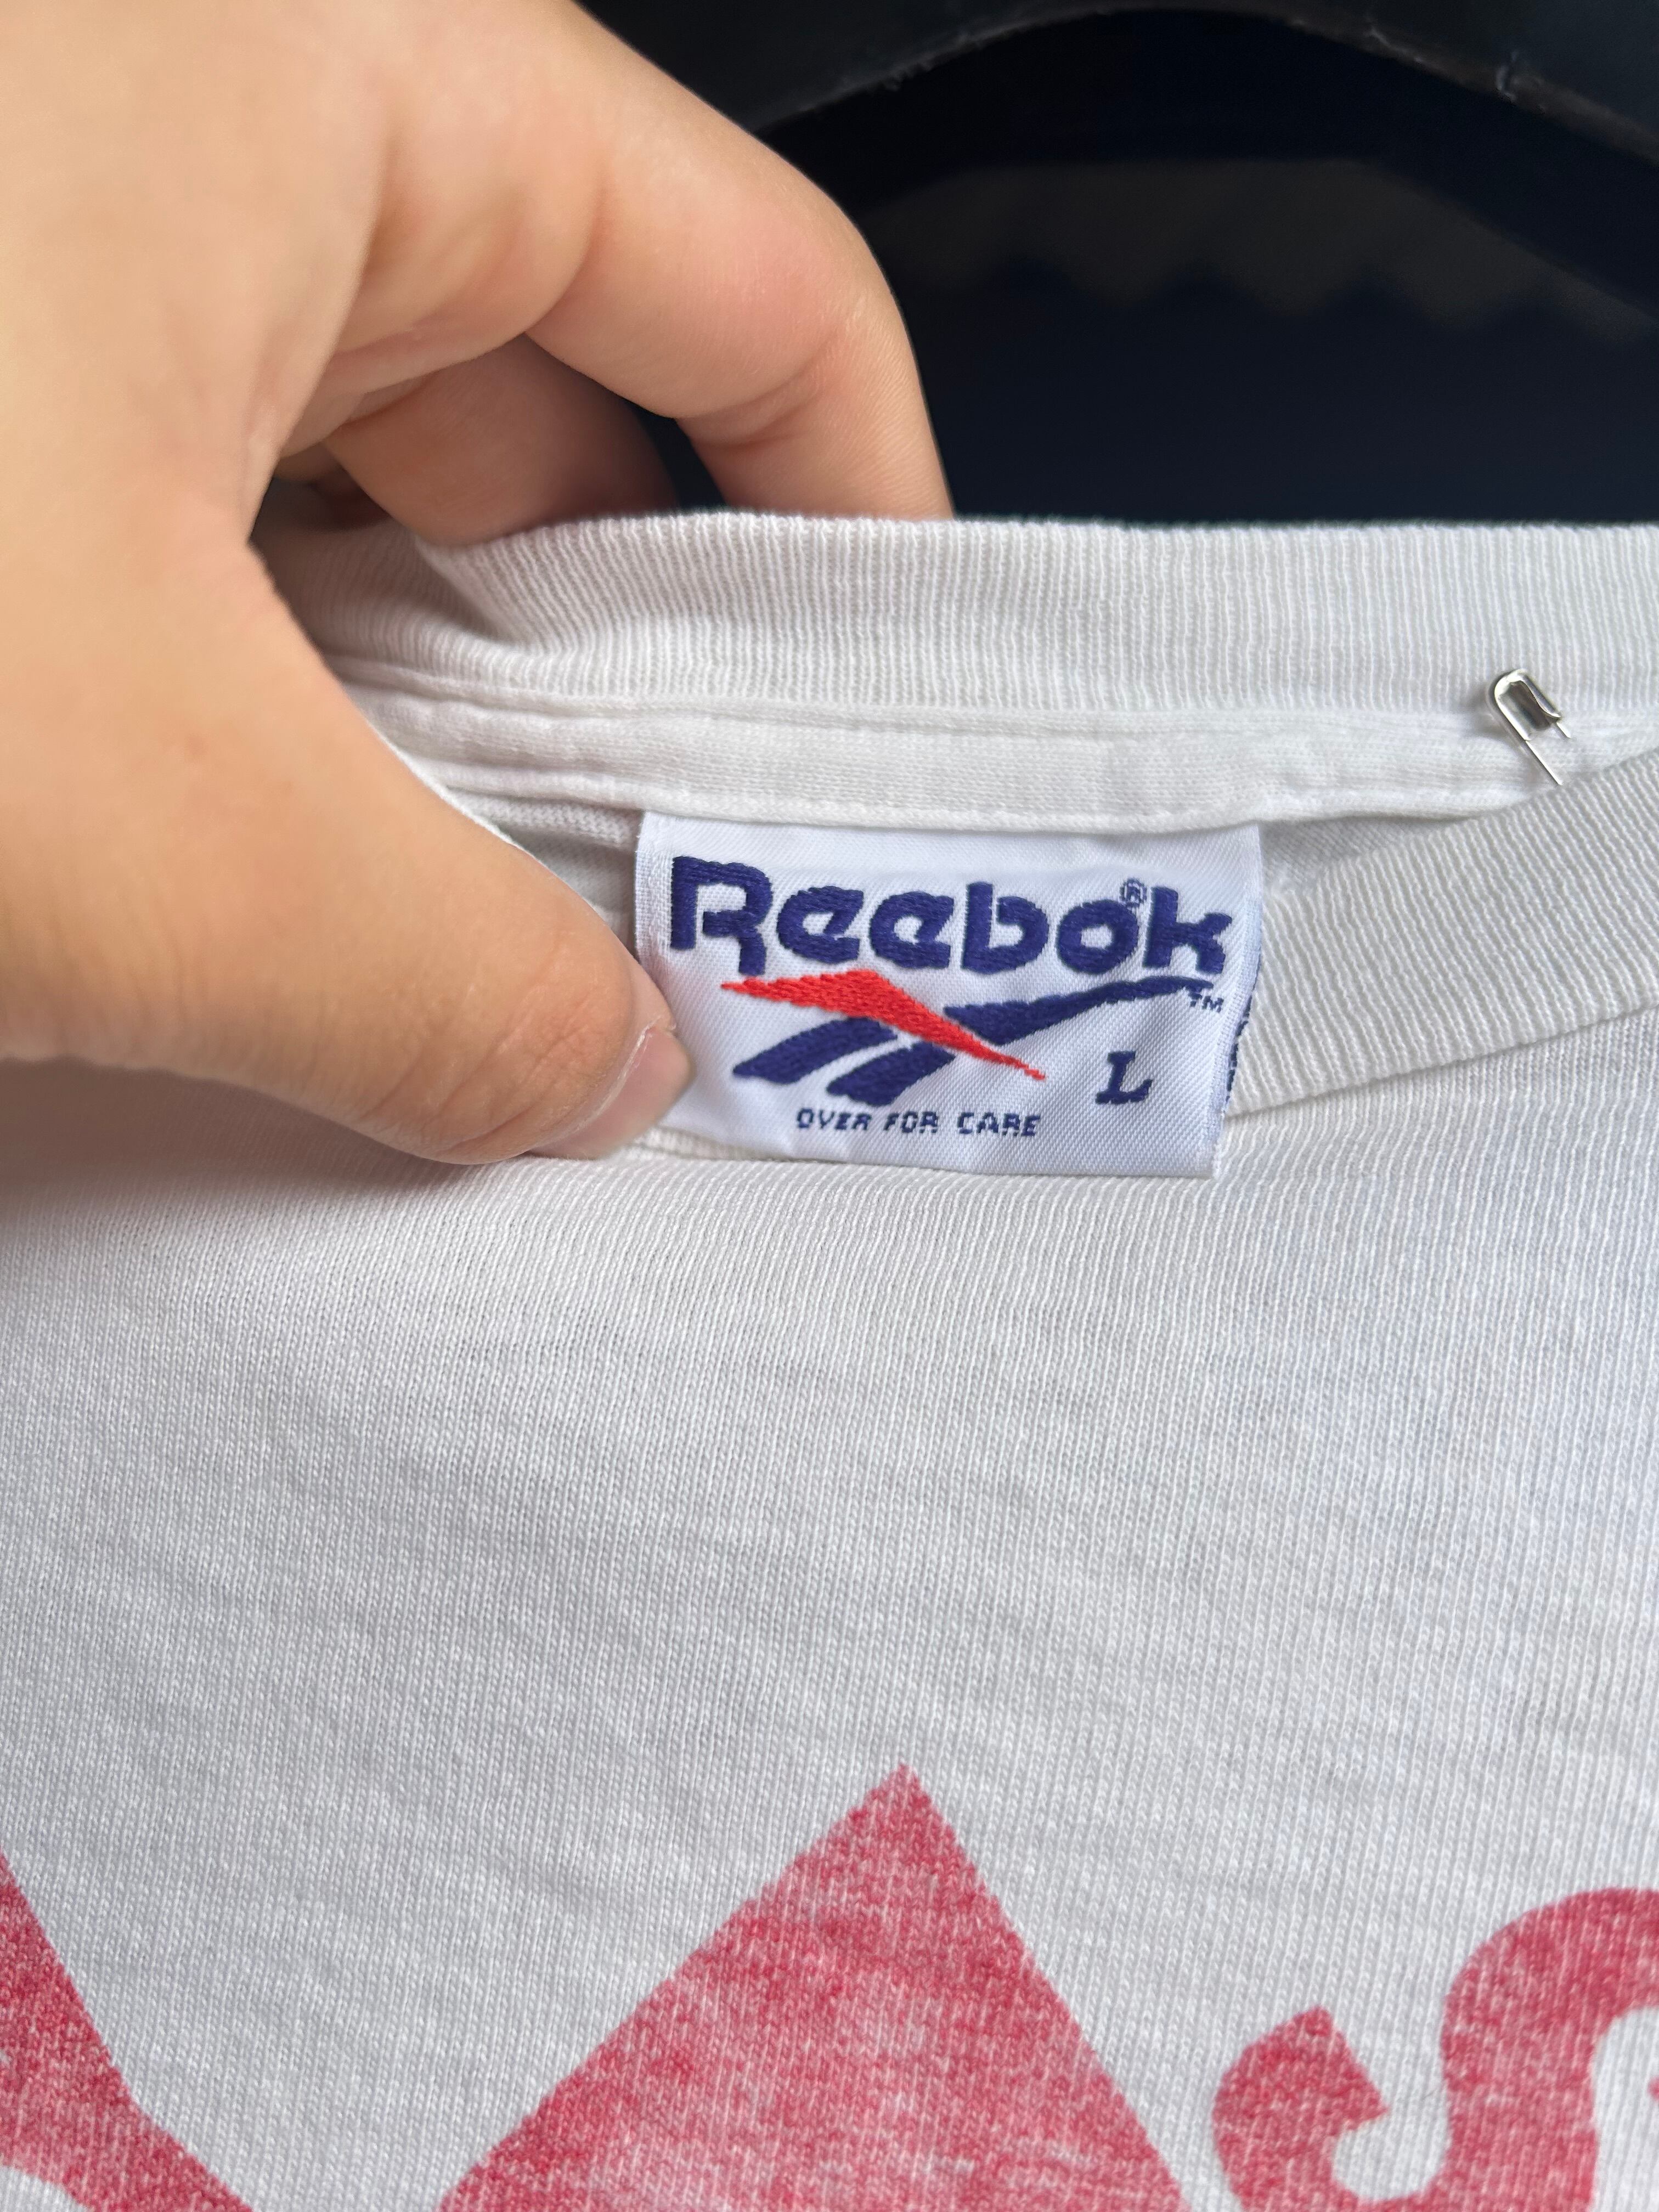 Reebok®
TM
L
OVER FOR CARE
S